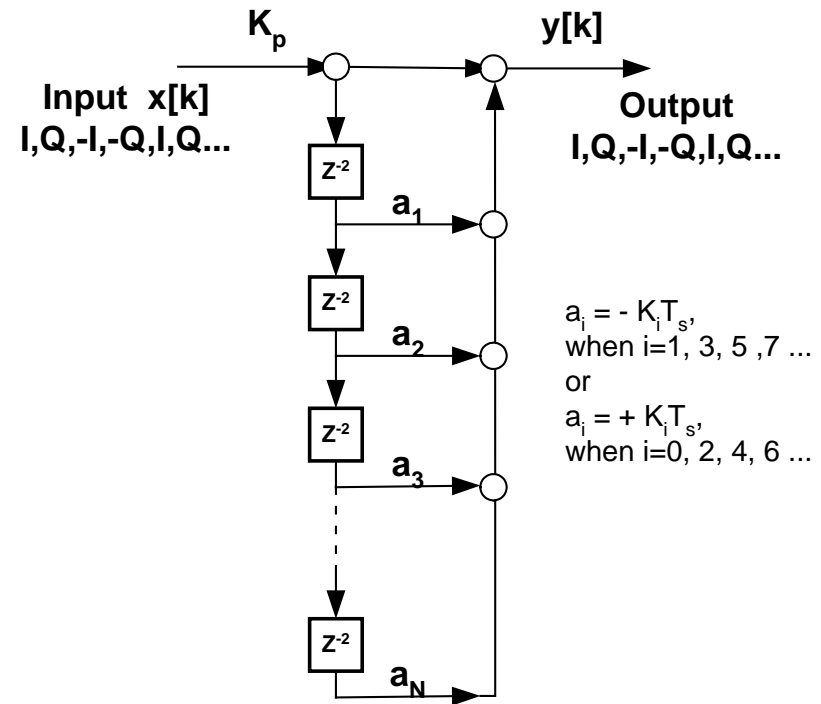 K_p
y[k]
Input x[k]
I,Q,-I,-Q,I,Q...
Output
I,Q,-I,-Q,I,Q...
Z^-2
a_1
Z^-2
a_2
Z^-2
a_3
Z^-2
a_N
a_i = - K_iT_s,
when i=1, 3, 5 ,7 ...
or
a_i = + K_iT_s,
when i=0, 2, 4, 6 ...